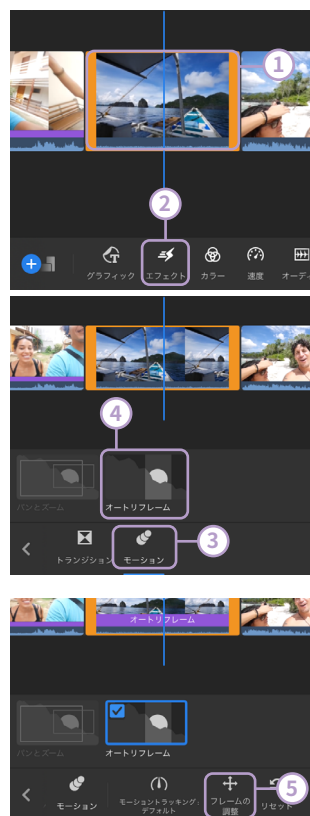 1
2
グラフィック
エフェクト
カラー
速度
オーディ
4
パンとズーム
オートリフレーム
3
トランジション
モーション
オートリフレーム
パンとズーム
オートリフレーム
5
モーション
モーショントラッキング:
デフォルト
フレームの
調整
リセット